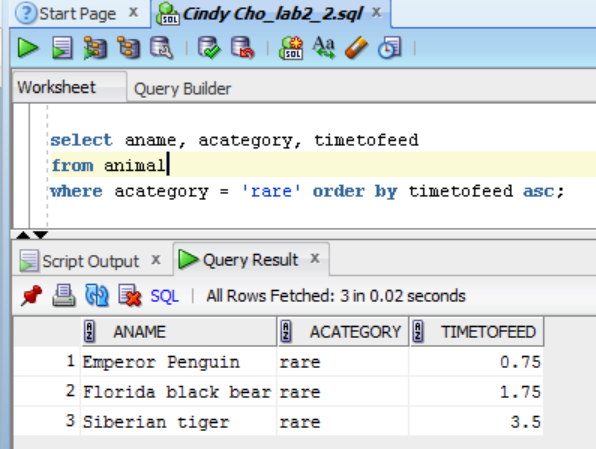 Start Page x Cindy Cho_lab2_2.sql x
SQL
Worksheet Query Builder
select aname, acategory, timetofeed
from animal
where acategory = 'rare' order by timetofeed asc;
Script Output x Query Result x
SQL | All Rows Fetched: 3 in 0.02 seconds
ANAME ACATEGORY TIMETOFEED
1 Emperor Penguin rare 0.75
2 Florida black bear rare 1.75
3 Siberian tiger rare 3.5